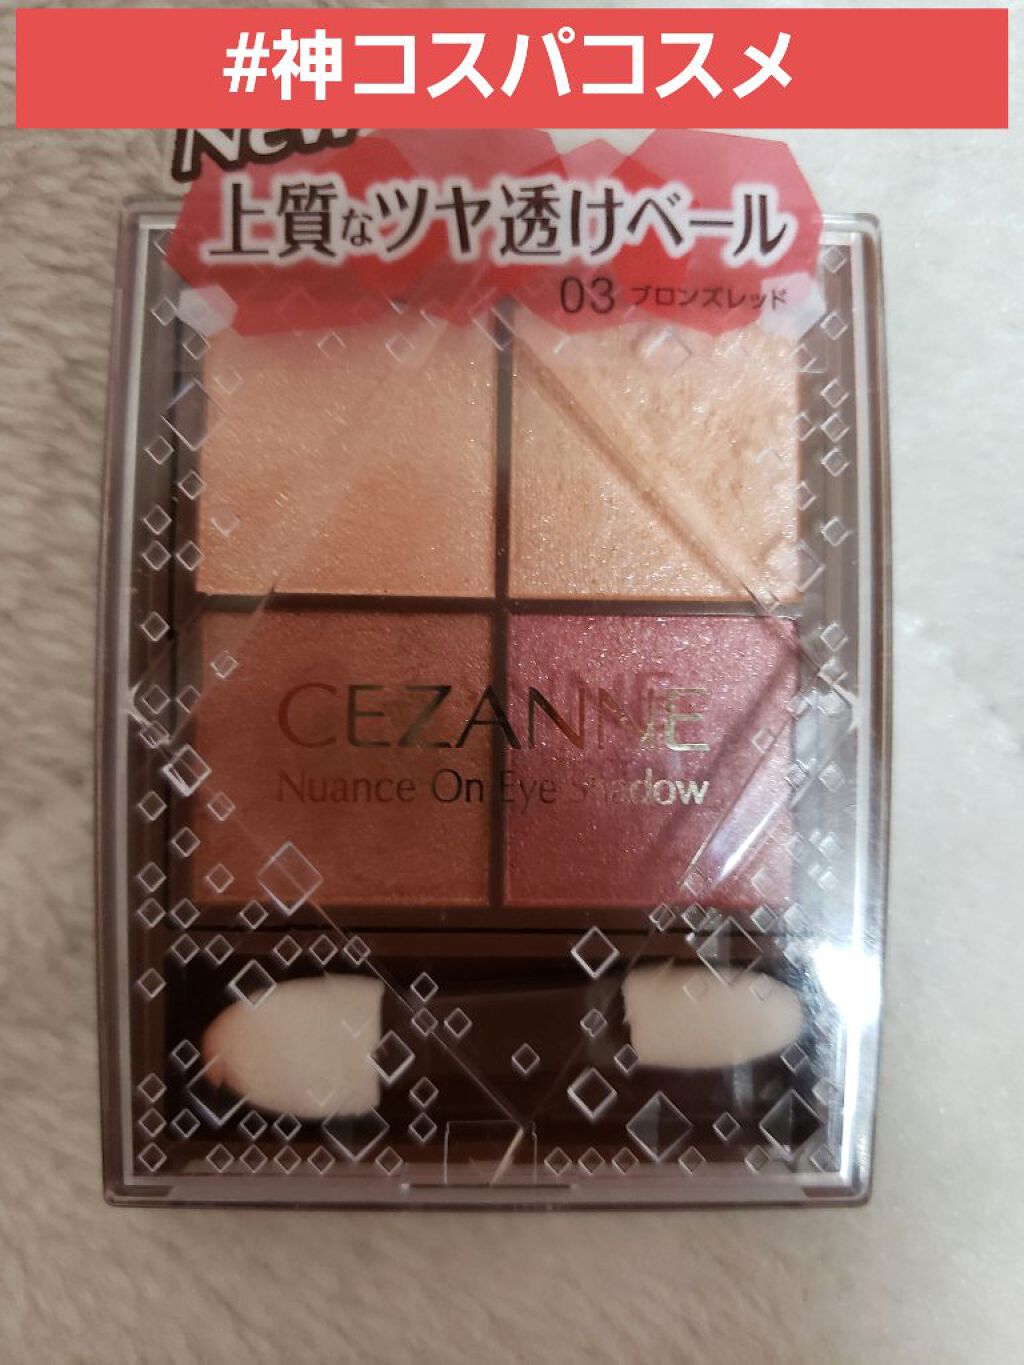 #神コスパコスメ
New
上質なツヤ透けベール
03 ブロンズレッド
CEZANNE
Nuance On Eye Shadow